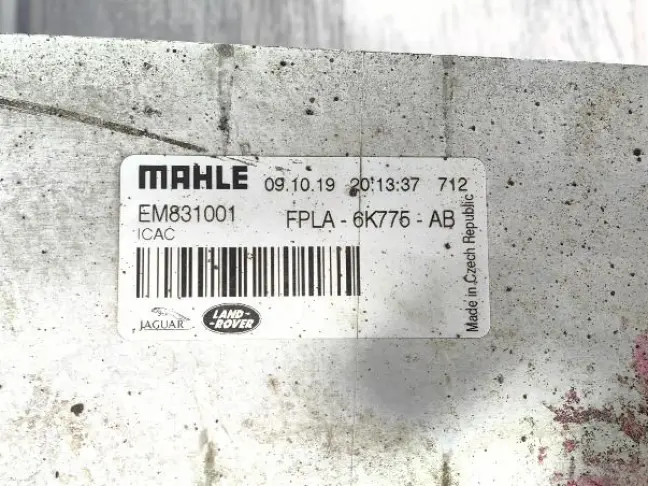 MAHLE 09.10.19 20:13:37 712
EM831001 FPLA - 6K775 - AB
ICAC
JAGUAR
LAND-
-ROVER
Made in Czech Republic